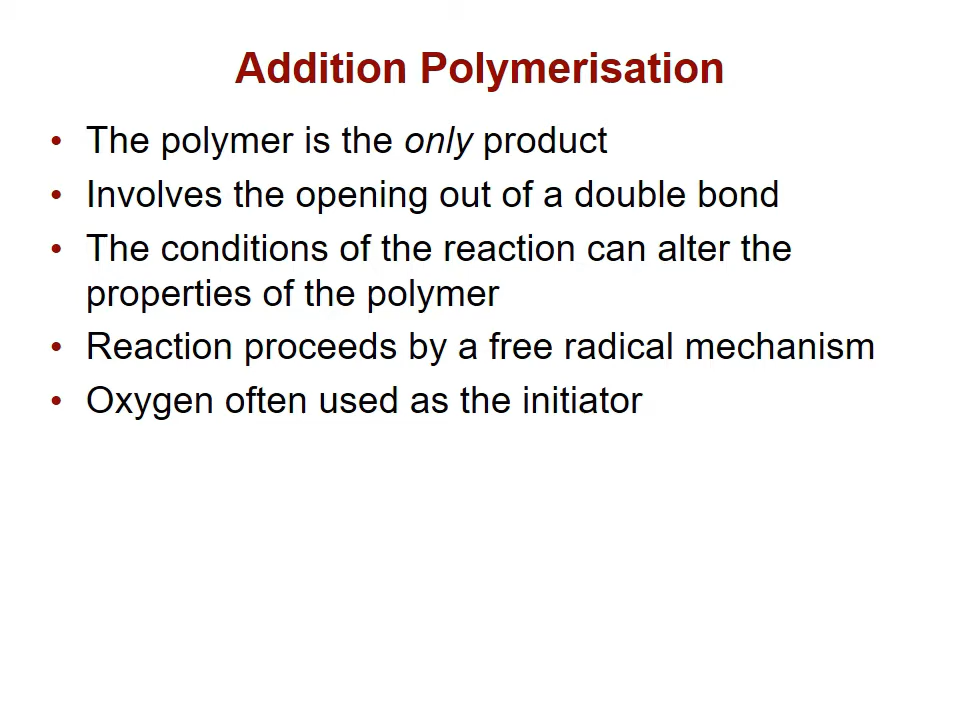 Addition Polymerisation
• The polymer is the only product
• Involves the opening out of a double bond
• The conditions of the reaction can alter the
properties of the polymer
• Reaction proceeds by a free radical mechanism
• Oxygen often used as the initiator